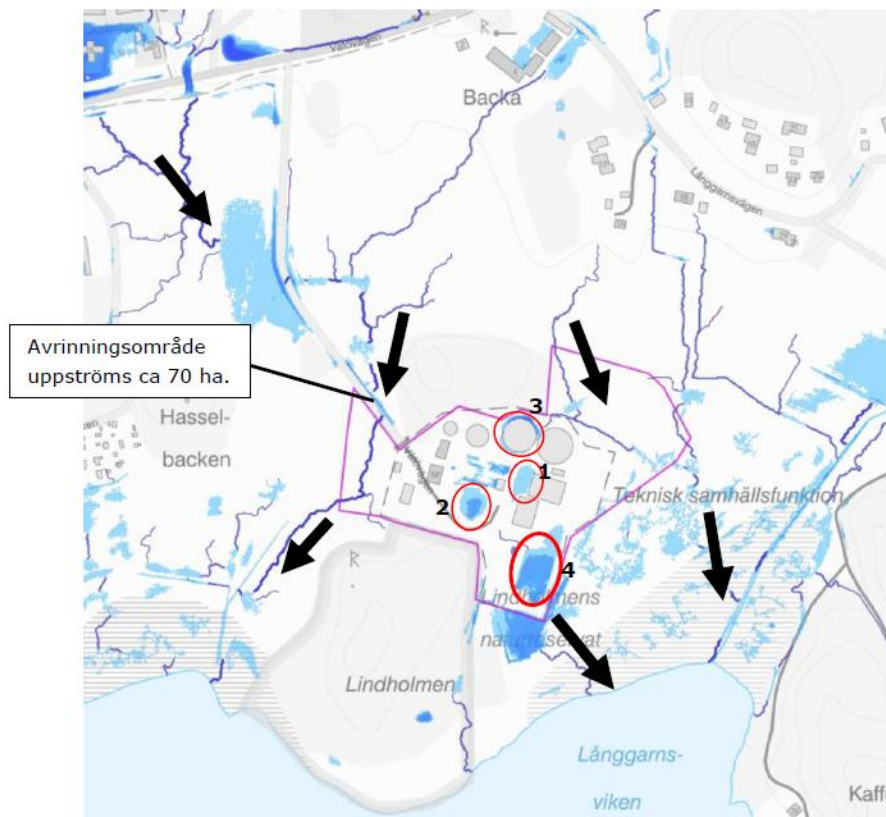 Vätövägen
R
Backa
Långgarnsvägen
Avrinningsområde
uppströms ca 70 ha.
Hassel-
backen
3
1
2
Teknisk samhällsfunktion
4
Lindholmens
naturreservat
R
Lindholmen
Långgarns-
viken
Kaff